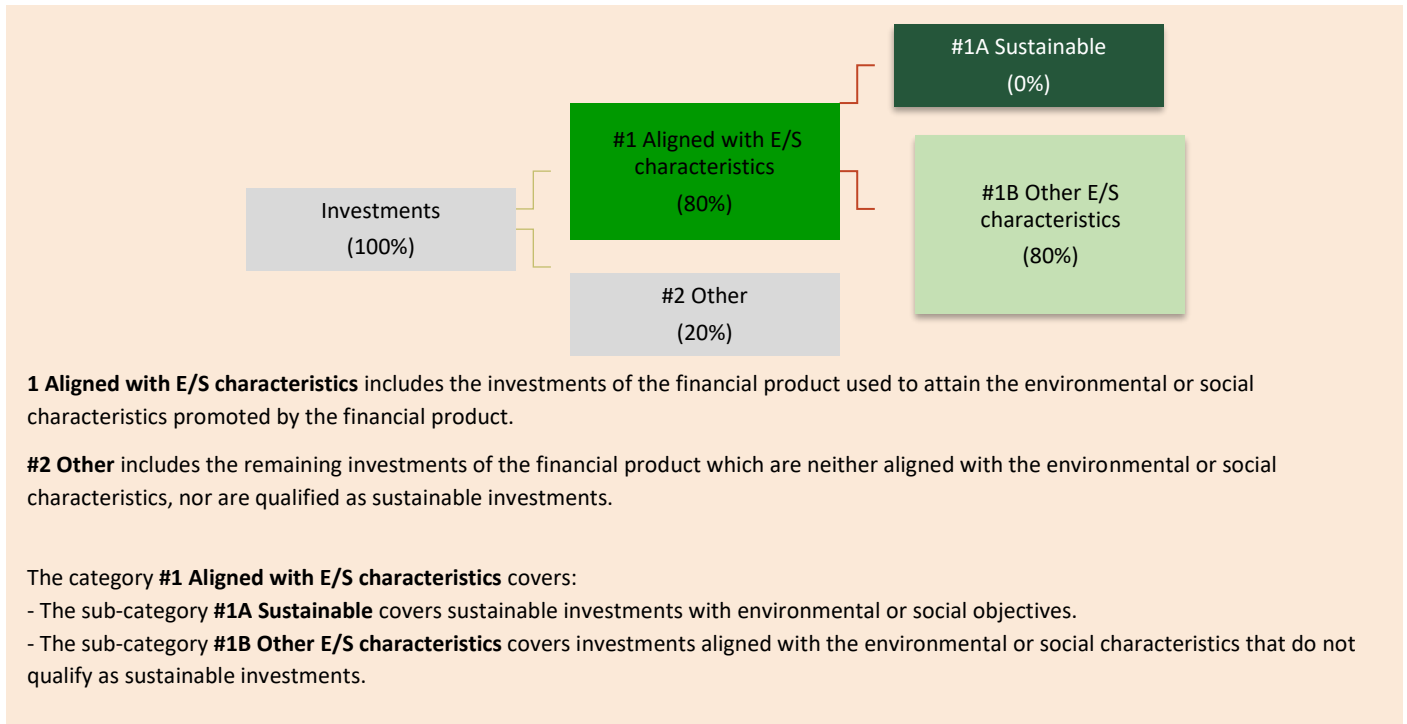 #1A Sustainable
(0%)
#1 Aligned with E/S
characteristics
(80%)
#1B Other E/S
characteristics
(80%)
Investments
(100%)
#2 Other
(20%)
1 Aligned with E/S characteristics includes the investments of the financial product used to attain the environmental or social
characteristics promoted by the financial product.
#2 Other includes the remaining investments of the financial product which are neither aligned with the environmental or social
characteristics, nor are qualified as sustainable investments.
The category #1 Aligned with E/S characteristics covers:
- The sub-category #1A Sustainable covers sustainable investments with environmental or social objectives.
- The sub-category #1B Other E/S characteristics covers investments aligned with the environmental or social characteristics that do not
qualify as sustainable investments.